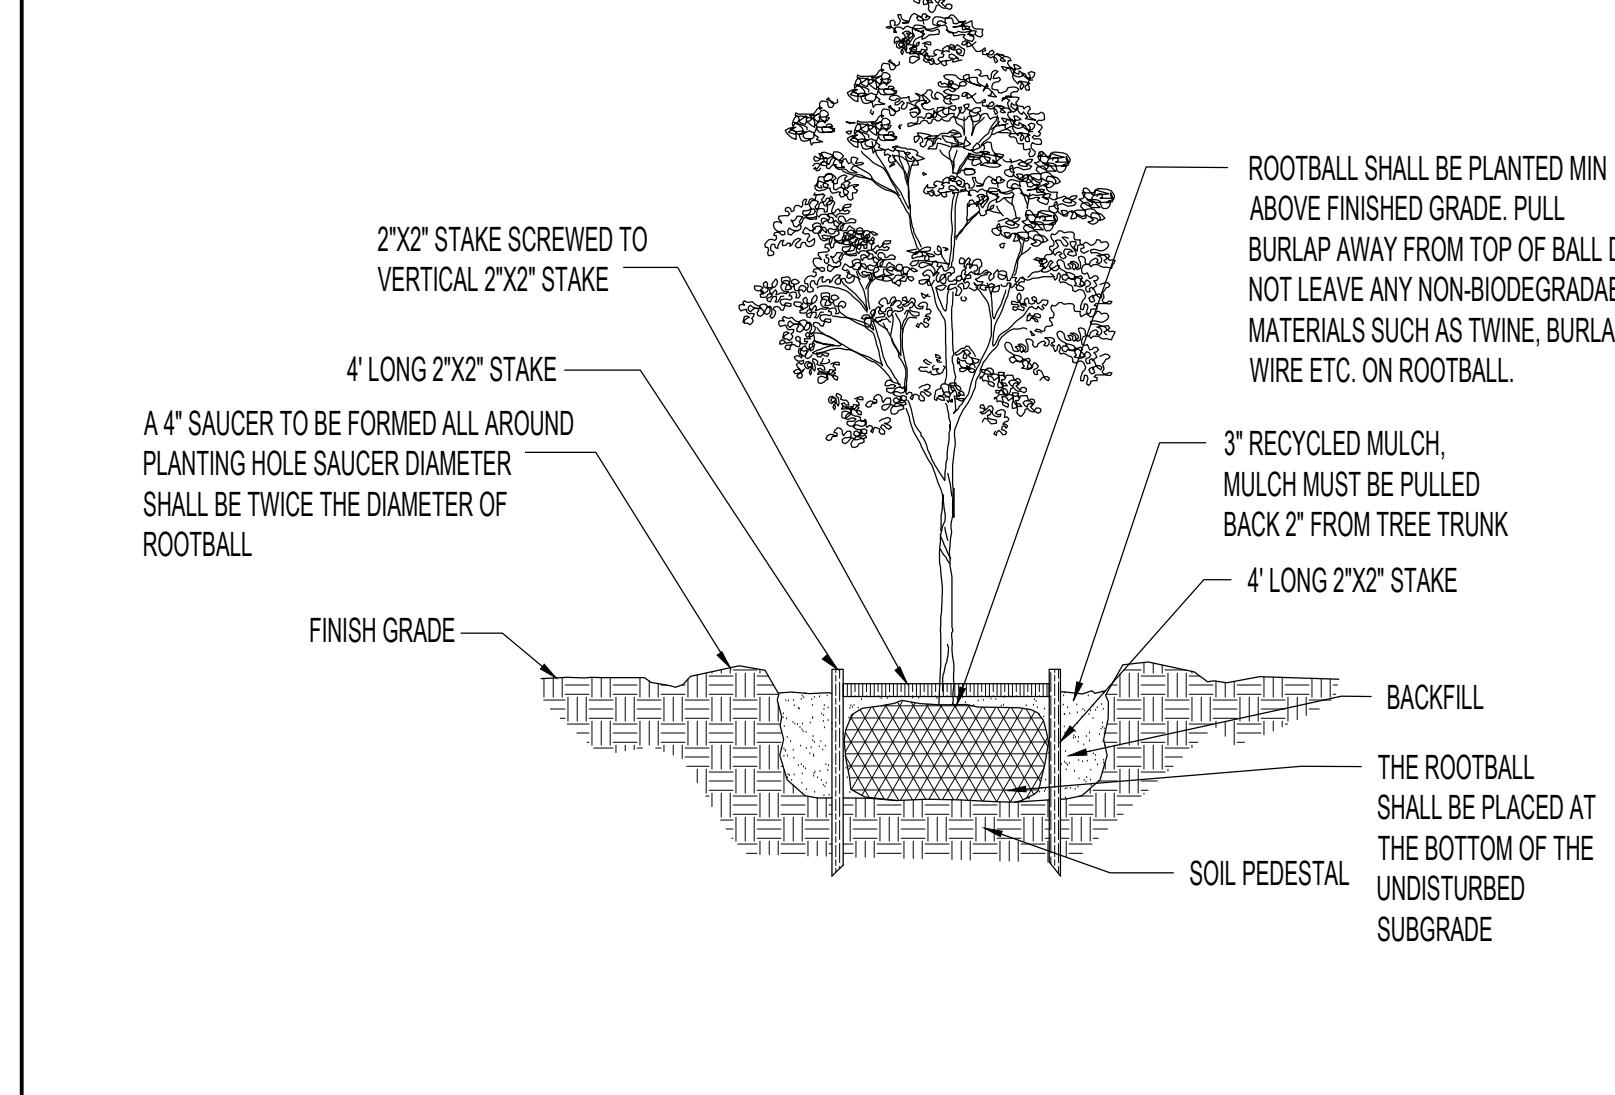 2"X2" STAKE SCREWED TO
VERTICAL 2"X2" STAKE
4' LONG 2"X2" STAKE
A 4" SAUCER TO BE FORMED ALL AROUND
PLANTING HOLE SAUCER DIAMETER
SHALL BE TWICE THE DIAMETER OF
ROOTBALL
FINISH GRADE
ROOTBALL SHALL BE PLANTED MIN
ABOVE FINISHED GRADE. PULL
BURLAP AWAY FROM TOP OF BALL
NOT LEAVE ANY
MATERIALS SUCH AS TWINE,
WIRE ETC. ON ROOTBALL.
3" RECYCLED MULCH,
MULCH MUST BE PULLED
BACK 2" FROM TREE TRUNK
4' LONG 2"X2" STAKE
BACKFILL
THE ROOTBALL
SHALL BE PLACED AT
THE BOTTOM OF THE
UNDISTURBED
SUBGRADE
SOIL PEDESTAL